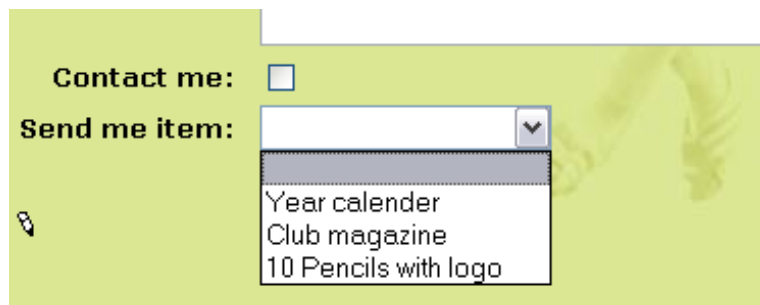 Contact me:
Send me item:
Year calender
Club magazine
10 Pencils with logo